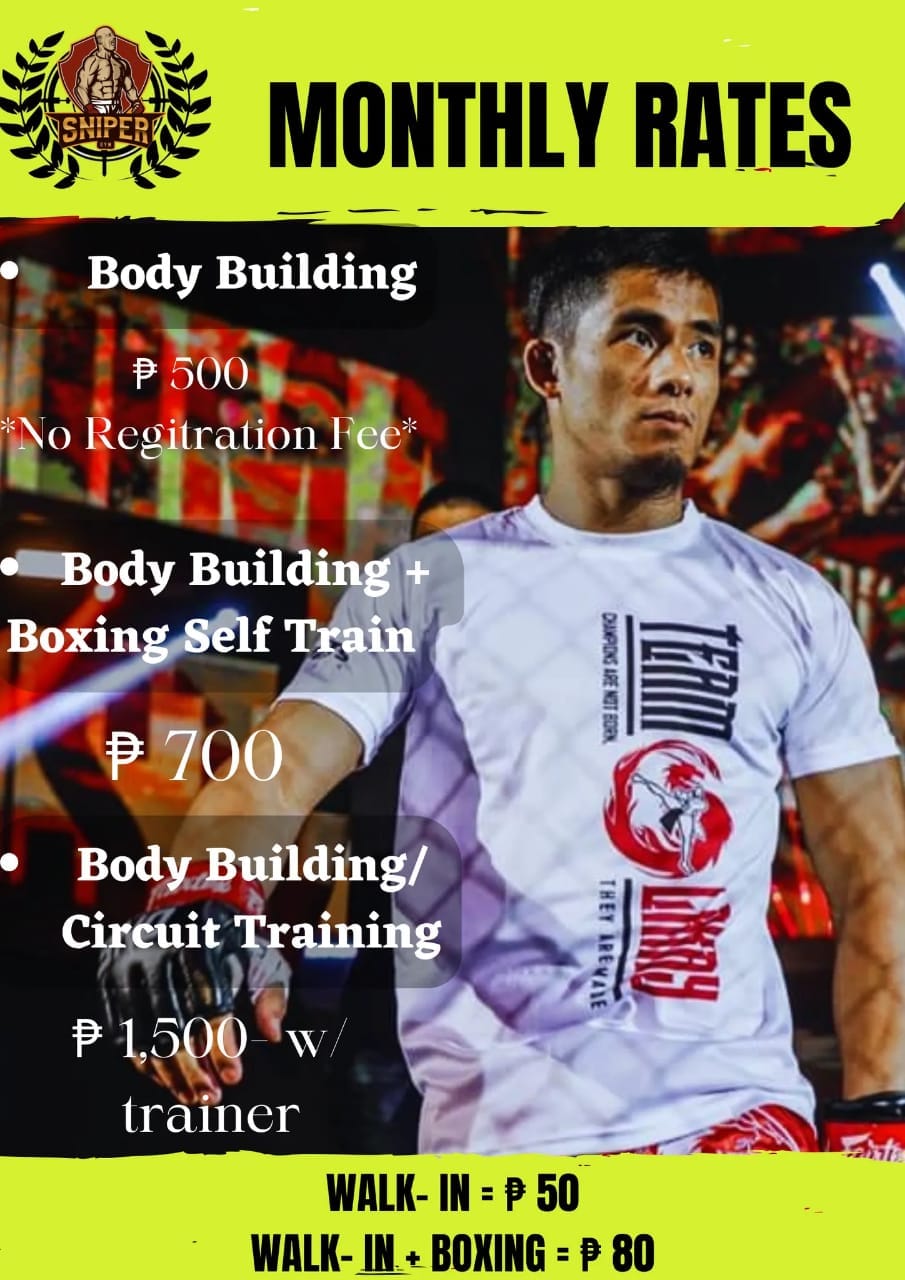 SNIPER
GYM
MONTHLY RATES
• Body Building
₱ 500
*No Regitration Fee*
• Body Building +
Boxing Self Train
₱ 700
• Body Building/
Circuit Training
₱ 1,500- w/
trainer
TEAM
CHAMPIONS ARE NOT BORN,
LAKAY
THEY ARE MADE
WALK- IN = ₱ 50
WALK- IN + BOXING = ₱ 80